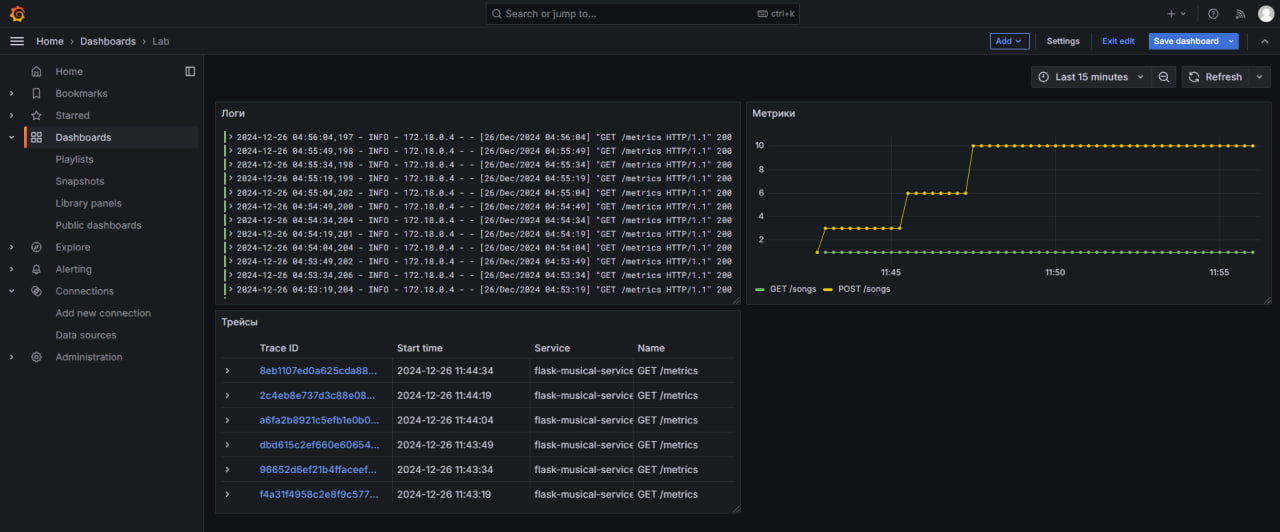 Search or jump to...
ctrl+k
Home › Dashboards › Lab
Add
Settings
Exit edit
Save dashboard
Home
Bookmarks
Starred
Dashboards
Playlists
Snapshots
Library panels
Public dashboards
Explore
Alerting
Connections
Add new connection
Data sources
Administration
Last 15 minutes
Refresh
Логи
2024-12-26 04:56:04,197 - INFO - 172.18.0.4 - - [26/Dec/2024 04:56:04] "GET /metrics HTTP/1.1" 200
2024-12-26 04:55:49,198 - INFO - 172.18.0.4 - - [26/Dec/2024 04:55:49] "GET /metrics HTTP/1.1" 200
2024-12-26 04:55:34,198 - INFO - 172.18.0.4 - - [26/Dec/2024 04:55:34] "GET /metrics HTTP/1.1" 200
2024-12-26 04:55:19,199 - INFO - 172.18.0.4 - - [26/Dec/2024 04:55:19] "GET /metrics HTTP/1.1" 200
2024-12-26 04:55:04,202 - INFO - 172.18.0.4 - - [26/Dec/2024 04:55:04] "GET /metrics HTTP/1.1" 200
2024-12-26 04:54:49,200 - INFO - 172.18.0.4 - - [26/Dec/2024 04:54:49] "GET /metrics HTTP/1.1" 200
2024-12-26 04:54:34,204 - INFO - 172.18.0.4 - - [26/Dec/2024 04:54:34] "GET /metrics HTTP/1.1" 200
2024-12-26 04:54:19,201 - INFO - 172.18.0.4 - - [26/Dec/2024 04:54:19] "GET /metrics HTTP/1.1" 200
2024-12-26 04:54:04,204 - INFO - 172.18.0.4 - - [26/Dec/2024 04:54:04] "GET /metrics HTTP/1.1" 200
2024-12-26 04:53:49,202 - INFO - 172.18.0.4 - - [26/Dec/2024 04:53:49] "GET /metrics HTTP/1.1" 200
2024-12-26 04:53:34,206 - INFO - 172.18.0.4 - - [26/Dec/2024 04:53:34] "GET /metrics HTTP/1.1" 200
2024-12-26 04:53:19,204 - INFO - 172.18.0.4 - - [26/Dec/2024 04:53:19] "GET /metrics HTTP/1.1" 200
Метрики
10
8
6
4
2
11:45 11:50 11:55
GET /songs POST /songs
Трейсы
Trace ID Start time Service Name
8eb1107ed0a625cda88... 2024-12-26 11:44:34 flask-musical-service GET /metrics
2c4eb8e737d3c88e08... 2024-12-26 11:44:19 flask-musical-service GET /metrics
a6fa2b8921c5efb1e0b0... 2024-12-26 11:44:04 flask-musical-service GET /metrics
dbd615c2ef660e60654... 2024-12-26 11:43:49 flask-musical-service GET /metrics
96652d6ef21b4ffaceef... 2024-12-26 11:43:34 flask-musical-service GET /metrics
f4a31f4958c2e8f9c577... 2024-12-26 11:43:19 flask-musical-service GET /metrics